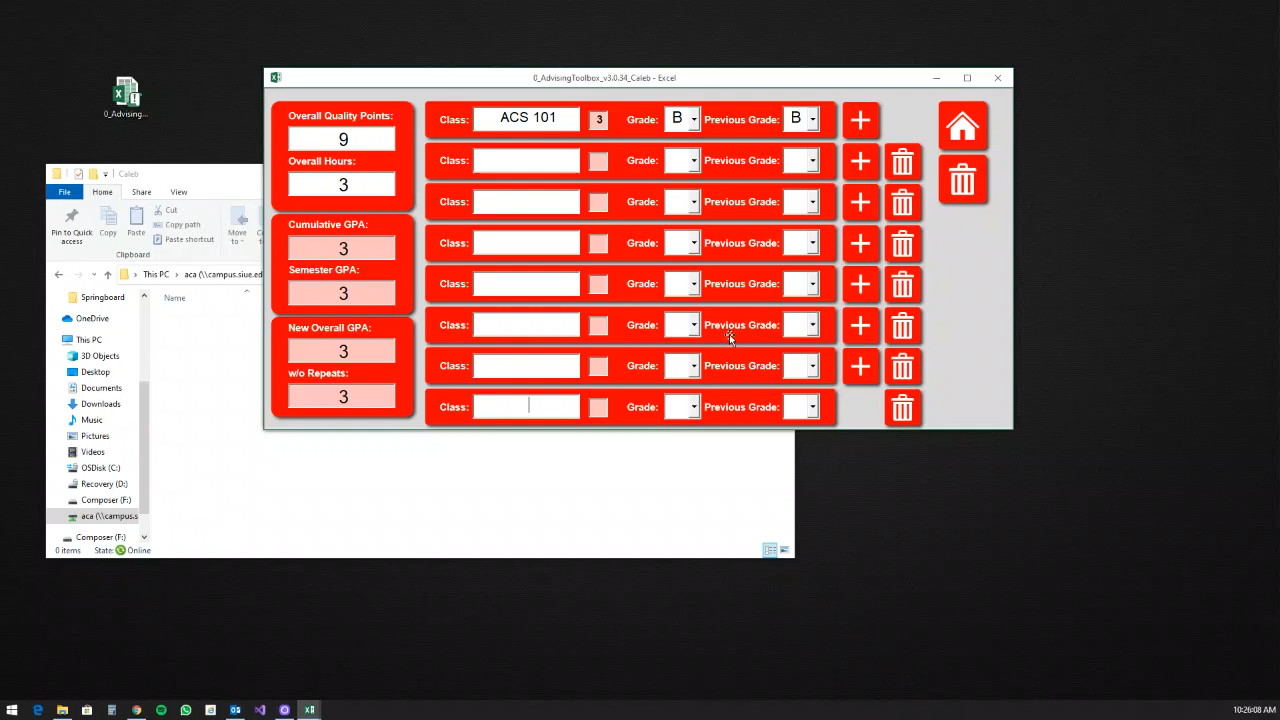 0_Advising...
Caleb
File
Home
Share
View
Pin to Quick access
Copy
Paste
Cut
Copy path
Paste shortcut
Move to
Clipboard
This PC
aca (\\campus.siue.ed
Springboard
OneDrive
This PC
3D Objects
Desktop
Documents
Downloads
Music
Pictures
Videos
OSDisk (C:)
Recovery (D:)
Composer (F:)
aca (\\campus.s
Composer (F:)
Name
0 items State: Online
0_AdvisingToolbox_v3.0.34_Caleb - Excel
Overall Quality Points:
9
Overall Hours:
3
Cumulative GPA:
3
Semester GPA:
3
New Overall GPA:
3
w/o Repeats:
3
Class: ACS 101 3 Grade: B Previous Grade: B
Class: Grade: Previous Grade:
Class: Grade: Previous Grade:
Class: Grade: Previous Grade:
Class: Grade: Previous Grade:
Class: Grade: Previous Grade:
Class: Grade: Previous Grade:
Class: Grade: Previous Grade:
10:26:08 AM